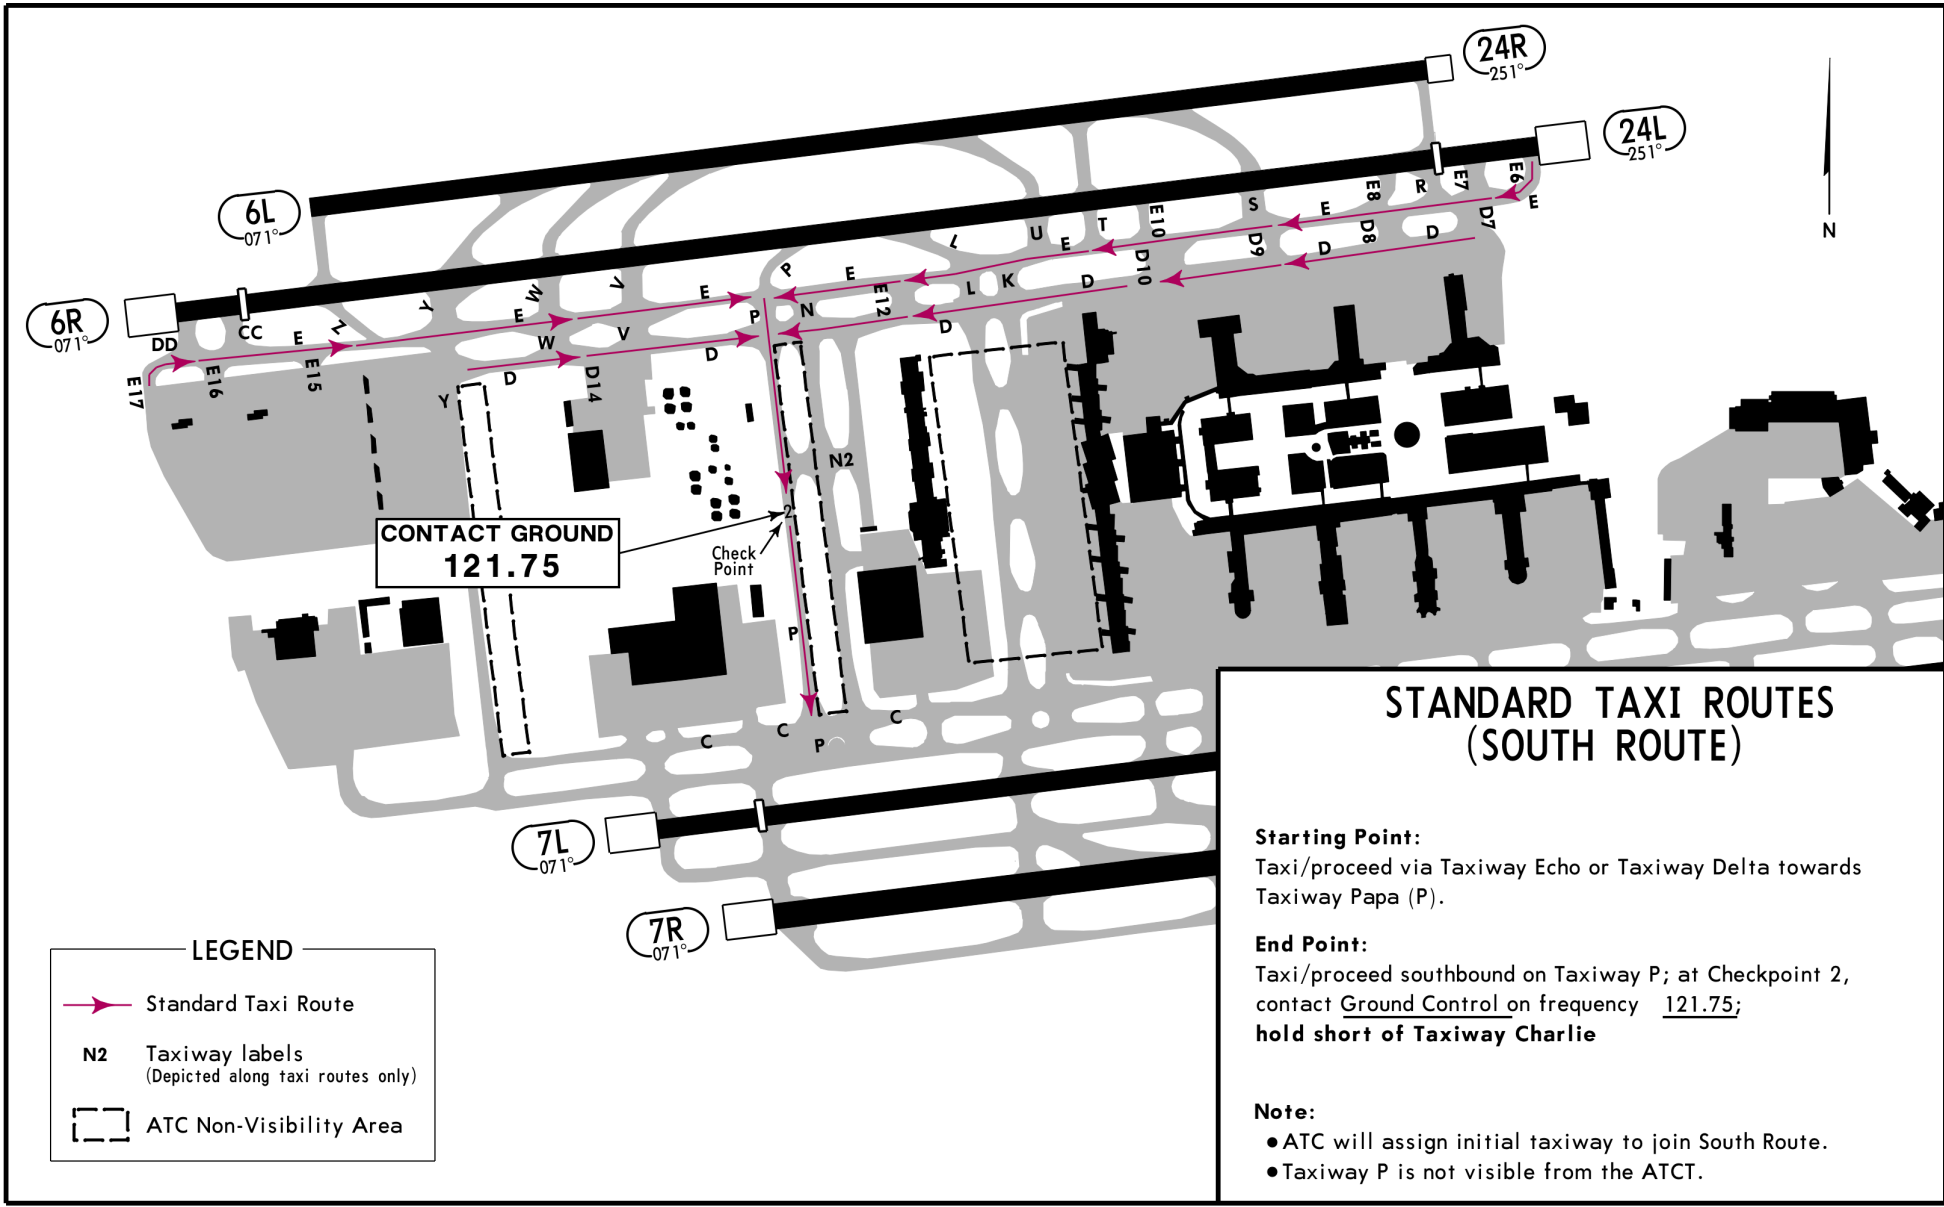 24R
251°
24L
251°
6L
071°
6R
071°
N
E6
E7
R
E8
E
E
D7
D
S
E10
T
U
E
L
D8
D9
D
D10
D
K
L
P
E
E12
N
D
E
P
V
W
Y
E
V
W
D
Z
E
CC
DD
E15
E16
E17
D
D14
Y
N2
2
CONTACT GROUND
121.75
Check
Point
P
C
C
C
P
7L
071°
7R
071°
LEGEND
Standard Taxi Route
N2 Taxiway labels
(Depicted along taxi routes only)
ATC Non-Visibility Area
STANDARD TAXI ROUTES
(SOUTH ROUTE)
Starting Point:
Taxi/proceed via Taxiway Echo or Taxiway Delta towards
Taxiway Papa (P).
End Point:
Taxi/proceed southbound on Taxiway P; at Checkpoint 2,
contact Ground Control on frequency 121.75;
hold short of Taxiway Charlie
Note:
●ATC will assign initial taxiway to join South Route.
●Taxiway P is not visible from the ATCT.